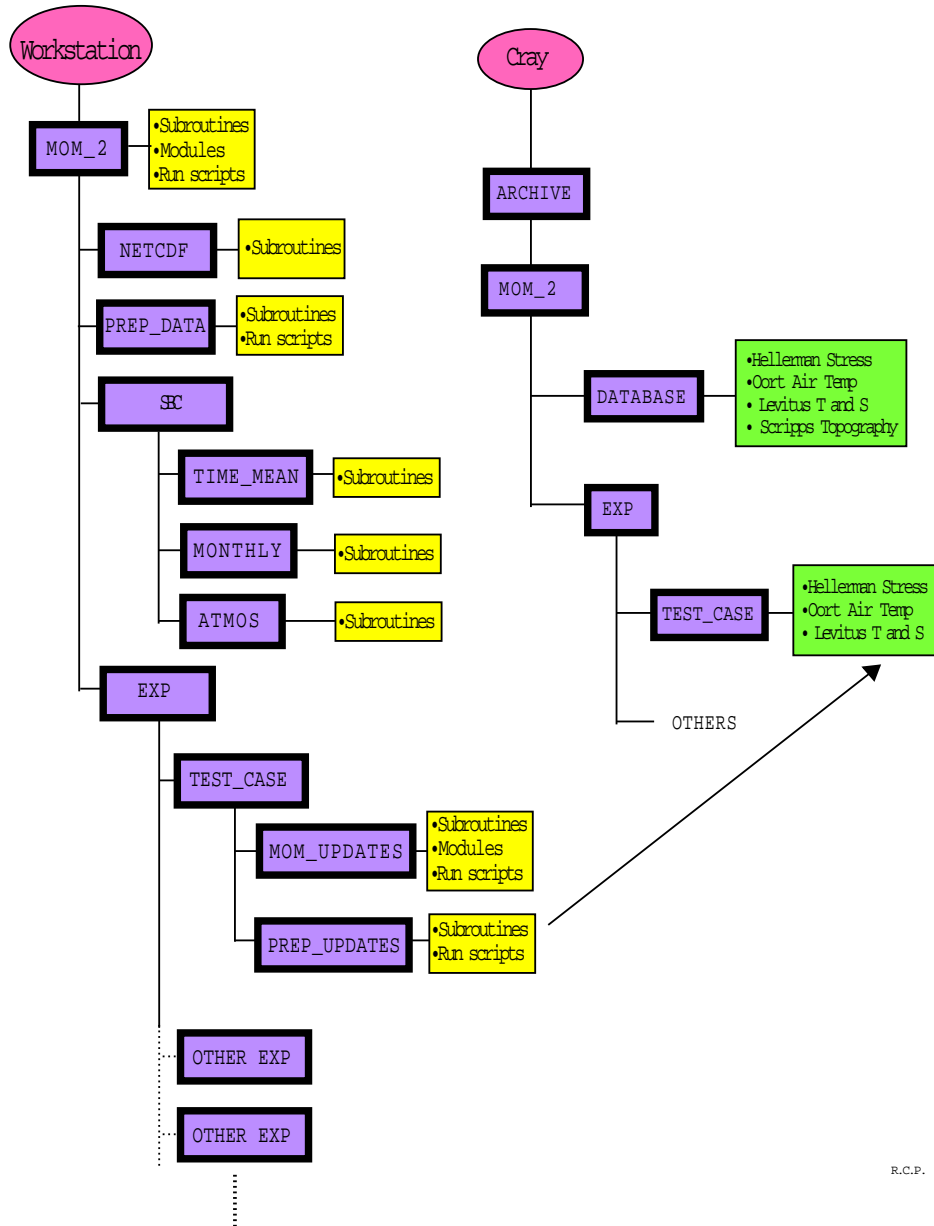 Workstation
MOM_2
•Subroutines
•Modules
•Run scripts
NETCDF
•Subroutines
PREP_DATA
•Subroutines
•Run scripts
SBC
TIME_MEAN
•Subroutines
MONTHLY
•Subroutines
ATMOS
•Subroutines
EXP
TEST_CASE
MOM_UPDATES
•Subroutines
•Modules
•Run scripts
PREP_UPDATES
•Subroutines
•Run scripts
OTHER EXP
OTHER EXP
Cray
ARCHIVE
MOM_2
DATABASE
•Hellerman Stress
•Oort Air Temp
• Levitus T and S
• Scripps Topography
EXP
TEST_CASE
•Hellerman Stress
•Oort Air Temp
• Levitus T and S
OTHERS
R.C.P.